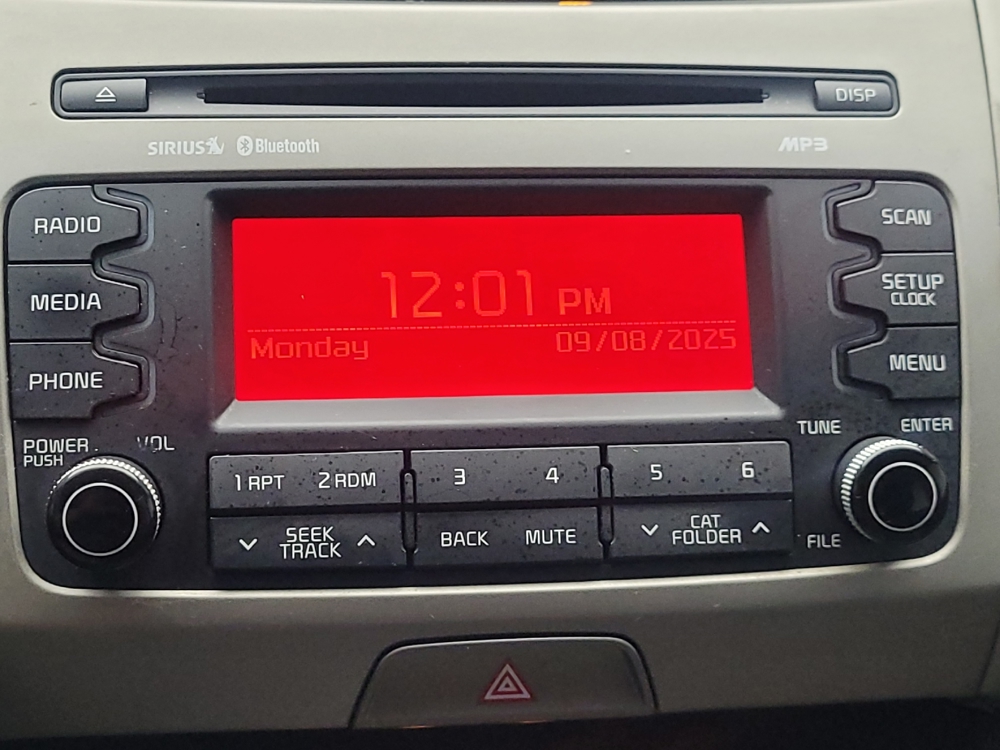 DISP
SIRIUS Bluetooth MP3
RADIO
MEDIA
PHONE
12:01 PM
Monday 09/08/2025
SCAN
SETUP
CLOCK
MENU
POWER
PUSH
VOL
1 RPT 2 RDM 3 4 5 6
SEEK
TRACK
BACK MUTE
CAT
FOLDER
TUNE
ENTER
FILE